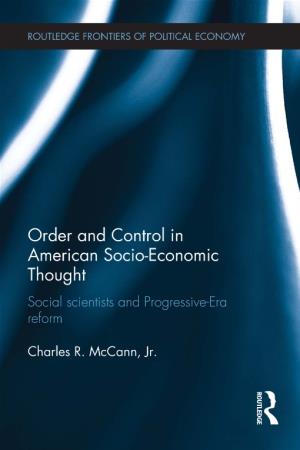 ROUTLEDGE FRONTIERS OF POLITICAL ECONOMY
Order and Control in
American Socio-Economic
Thought
Social scientists and Progressive-Era
reform
Charles R. McCann, Jr.
ROUTLEDGE